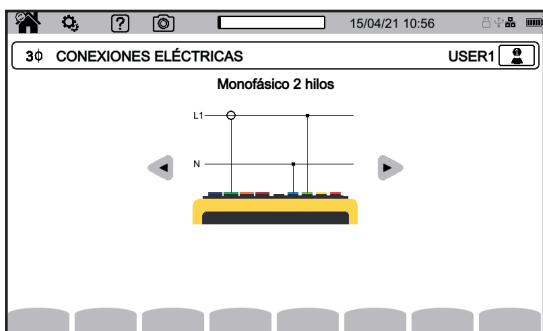 ?
15/04/21 10:56
3ϕ CONEXIONES ELÉCTRICAS
USER1
Monofásico 2 hilos
L1
N